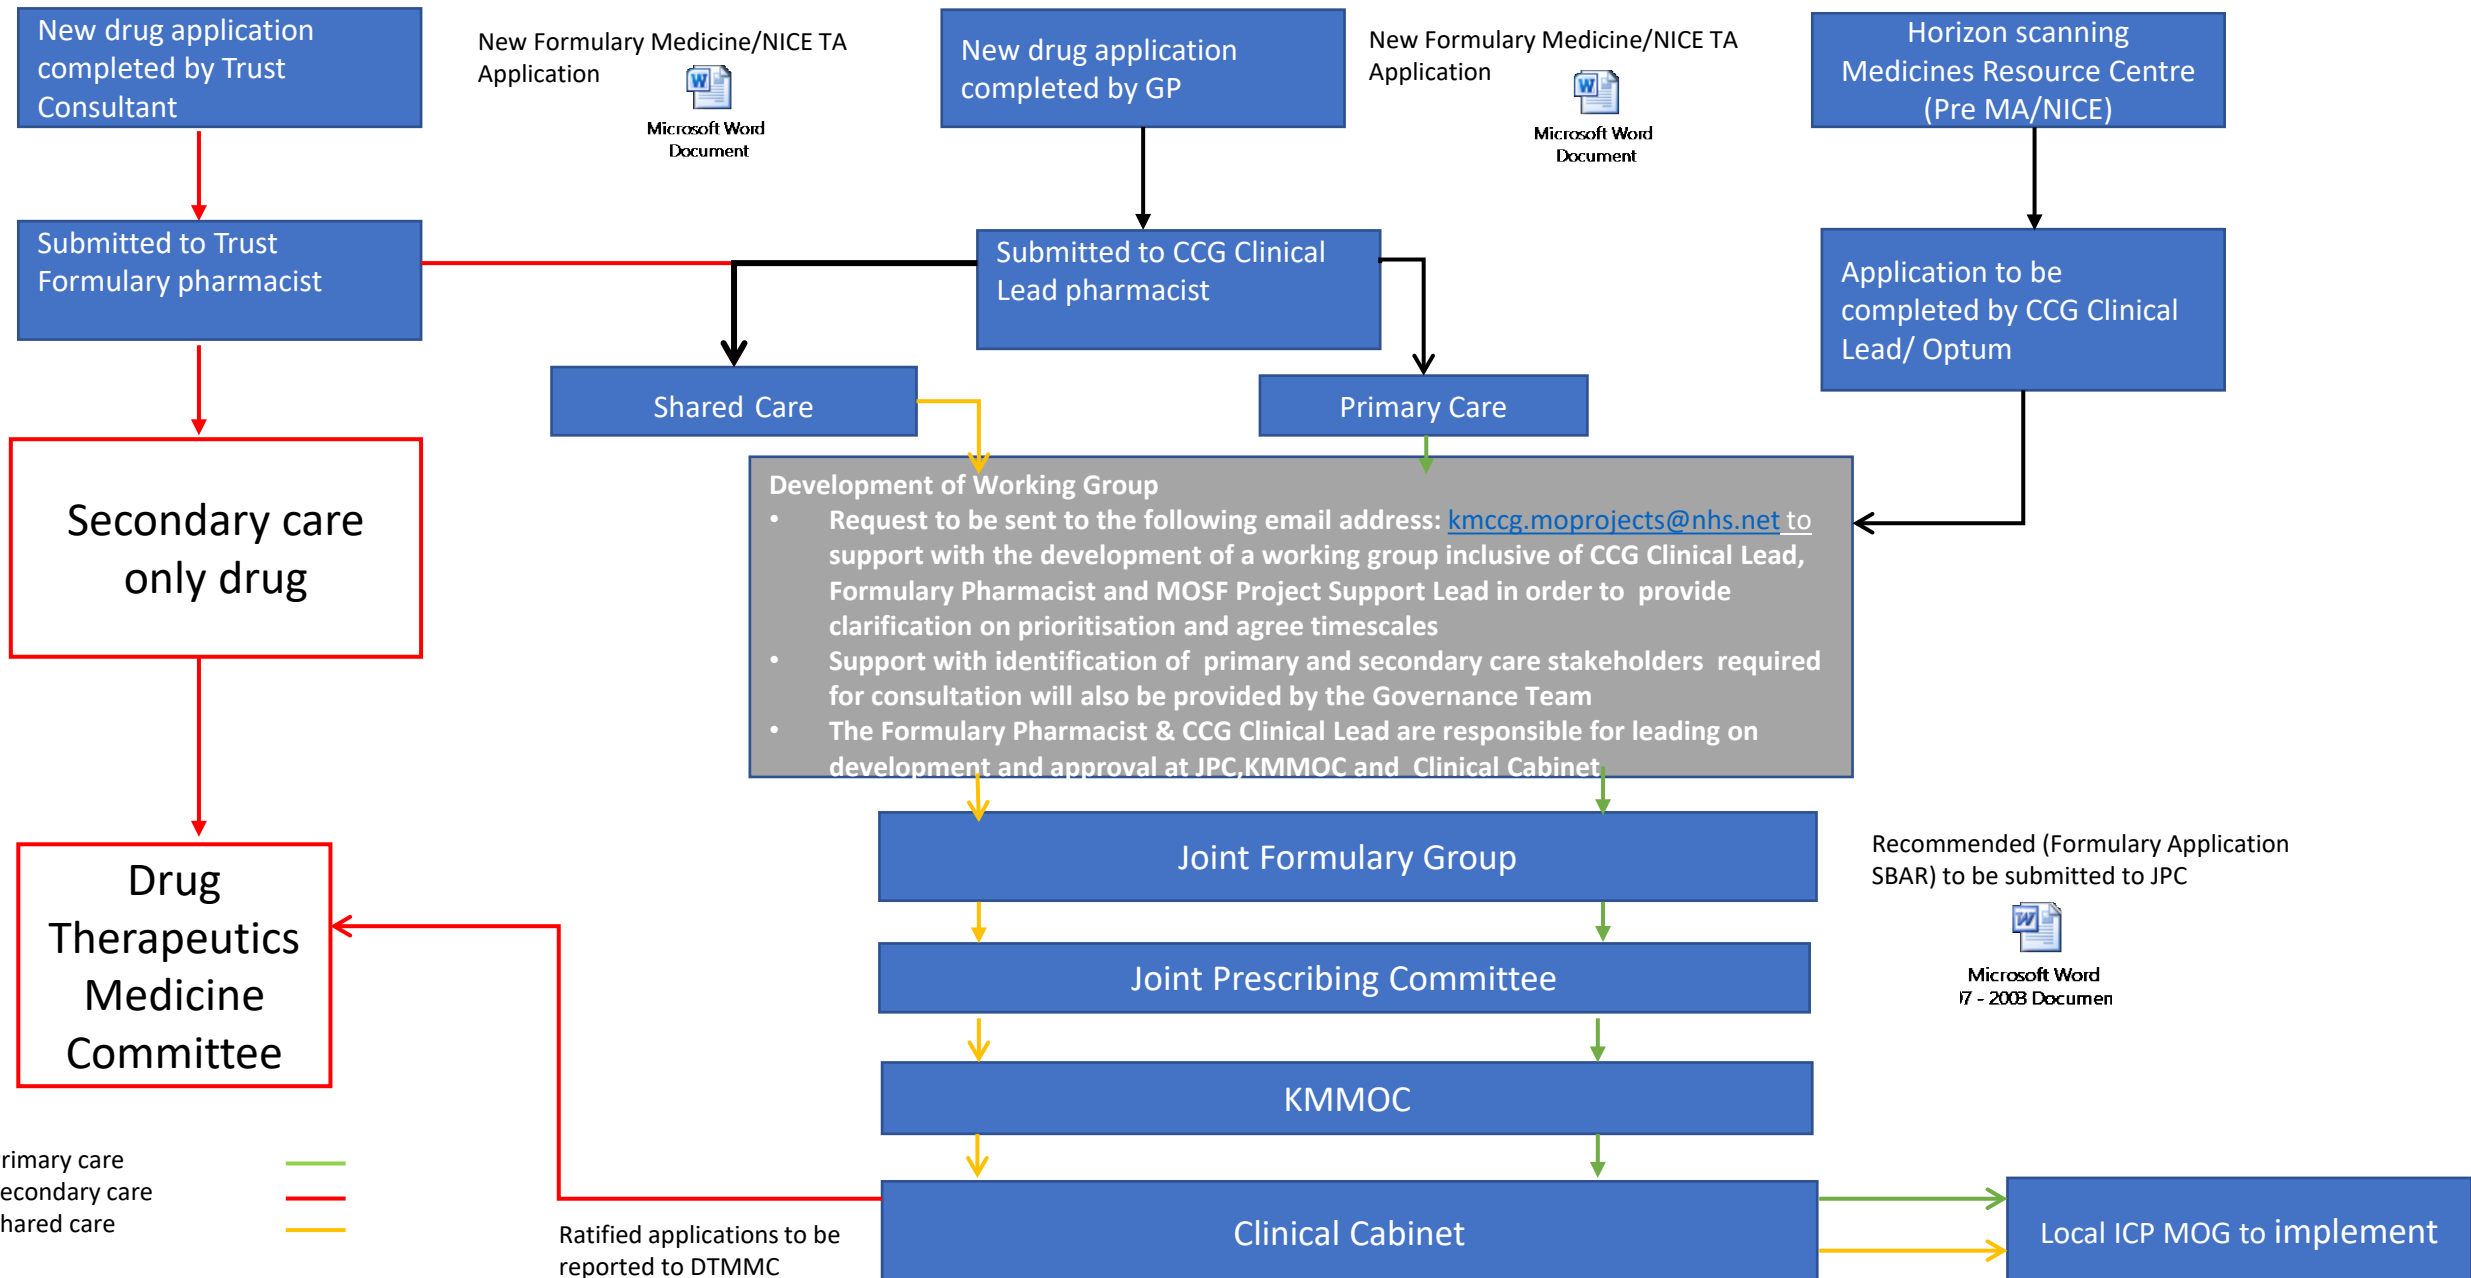 New drug application
completed by Trust
Consultant
New Formulary Medicine/NICE TA
Application
Microsoft Word
Document
New drug application
completed by GP
New Formulary Medicine/NICE TA
Application
Microsoft Word
Document
Horizon scanning
Medicines Resource Centre
(Pre MA/NICE)
Submitted to Trust
Formulary pharmacist
Submitted to CCG Clinical
Lead pharmacist
Application to be
completed by CCG Clinical
Lead/ Optum
Shared Care
Primary Care
Secondary care
only drug
Development of Working Group
• Request to be sent to the following email address: kmccg.moprojects@nhs.net to
support with the development of a working group inclusive of CCG Clinical Lead,
Formulary Pharmacist and MOSF Project Support Lead in order to provide
clarification on prioritisation and agree timescales
• Support with identification of primary and secondary care stakeholders required
for consultation will also be provided by the Governance Team
• The Formulary Pharmacist & CCG Clinical Lead are responsible for leading on
development and approval at JPC,KMMOC and Clinical Cabinet
Joint Formulary Group
Recommended (Formulary Application
SBAR) to be submitted to JPC
Microsoft Word
7 - 2003 Documen
Drug
Therapeutics
Medicine
Committee
Joint Prescribing Committee
KMMOC
rimary care
econdary care
hared care
Ratified applications to be
reported to DTMMC
Clinical Cabinet
Local ICP MOG to implement